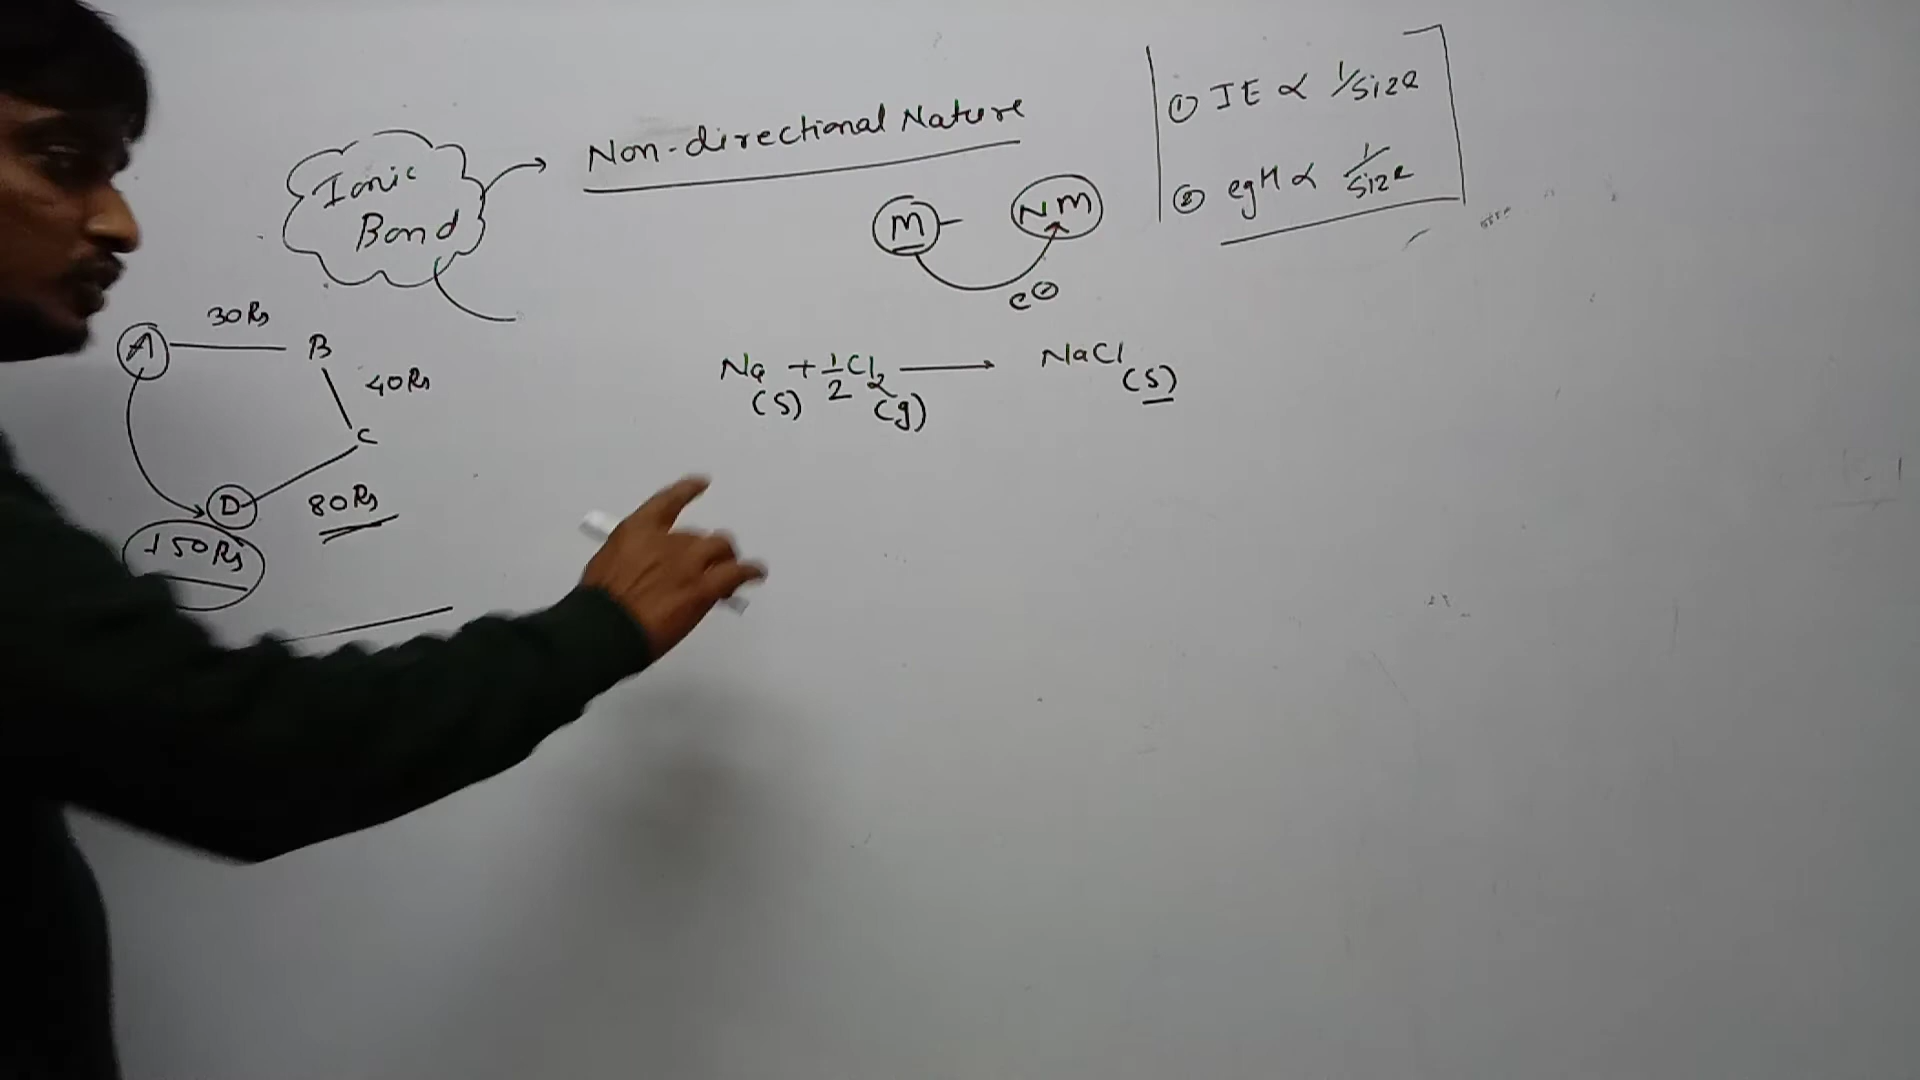 Ionic
Bond
Non-directional Nature
① IE ∝ 1/size
② egH ∝ 1/size
M
NM
e⊖
A
30Rs
B
40Rs
C
80Rs
D
150Rs
Na(s) + 1/2 Cl₂(g) ⟶ NaCl(s)